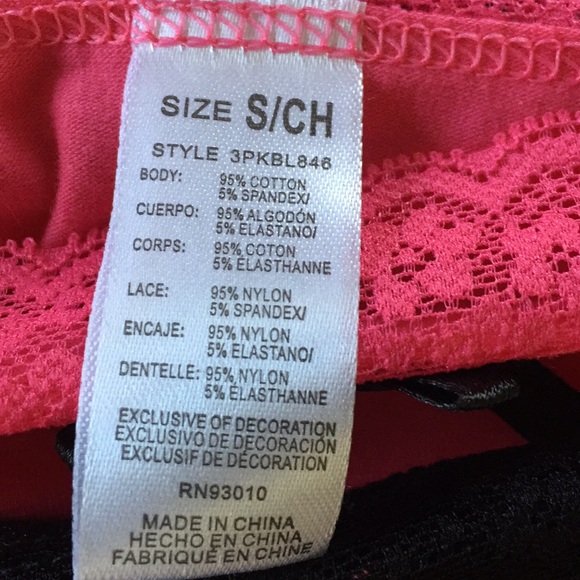 SIZE S/CH
STYLE 3PKBL846
BODY: 95% COTTON
5% SPANDEX/
CUERPO: 95% ALGODÓN
5% ELASTANO/
CORPS: 95% COTON
5% ÉLASTHANNE
LACE: 95% NYLON
5% SPANDEX/
ENCAJE: 95% NYLON
5% ELASTANO/
DENTELLE: 95% NYLON
5% ÉLASTHANNE
EXCLUSIVE OF DECORATION
EXCLUSIVO DE DECORACIÓN
EXCLUSIF DE DÉCORATION
RN93010
MADE IN CHINA
HECHO EN CHINA
FABRIQUÉ EN CHINE